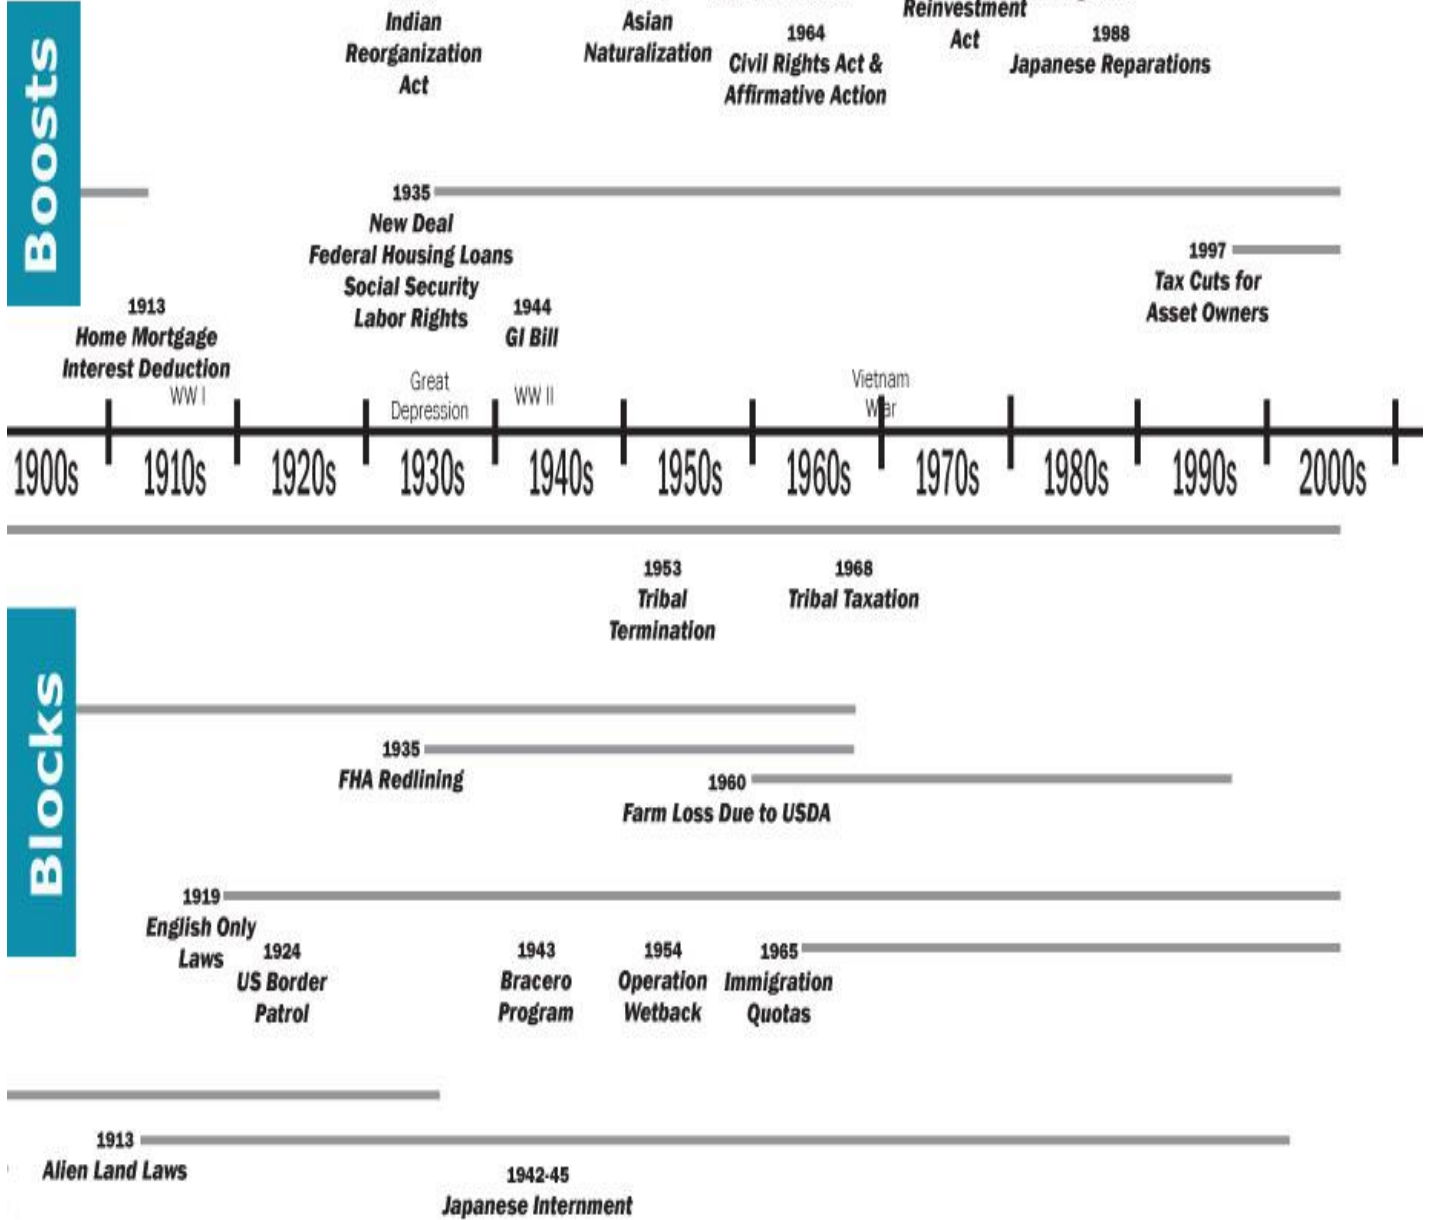 Boosts
Indian
Reorganization
Act
Asian
Naturalization
1964
Civil Rights Act &
Affirmative Action
Reinvestment
Act
1988
Japanese Reparations
1935
New Deal
Federal Housing Loans
Social Security
Labor Rights
1997
Tax Cuts for
Asset Owners
1913
Home Mortgage
Interest Deduction
1944
GI Bill
WW I
Great
Depression
WW II
Vietnam
War
1900s 1910s 1920s 1930s 1940s 1950s 1960s 1970s 1980s 1990s 2000s
Blocks
1953
Tribal
Termination
1968
Tribal Taxation
1935
FHA Redlining
1960
Farm Loss Due to USDA
1919
English Only
Laws
1924
US Border
Patrol
1943
Bracero
Program
1954
Operation
Wetback
1965
Immigration
Quotas
1913
Alien Land Laws
1942-45
Japanese Internment